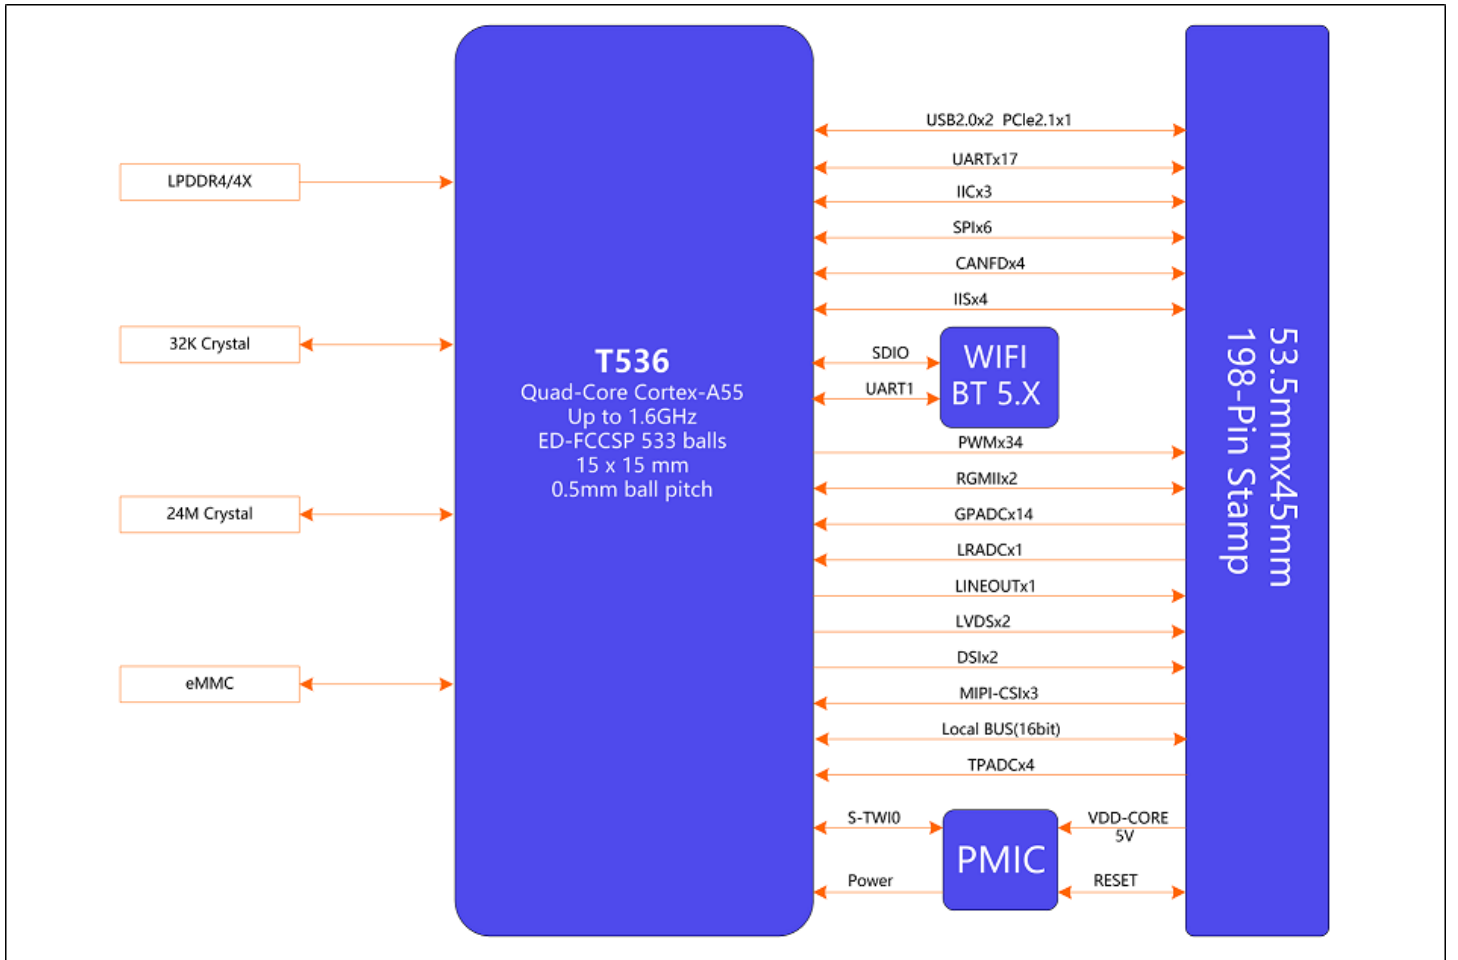 LPDDR4/4X
32K Crystal
24M Crystal
eMMC
T536
Quad-Core Cortex-A55
Up to 1.6GHz
ED-FCCSP 533 balls
15 x 15 mm
0.5mm ball pitch
USB2.0x2 PCIe2.1x1
UARTx17
IICx3
SPIx6
CANFDx4
IISx4
SDIO
UART1
WIFI
BT 5.X
PWMx34
RGMIIx2
GPADCx14
LRADCx1
LINEOUTx1
LVDSx2
DSIx2
MIPI-CSIx3
Local BUS(16bit)
TPADCx4
S-TWI0
Power
PMIC
VDD-CORE
5V
RESET
53.5mmx45mm
198-Pin Stamp